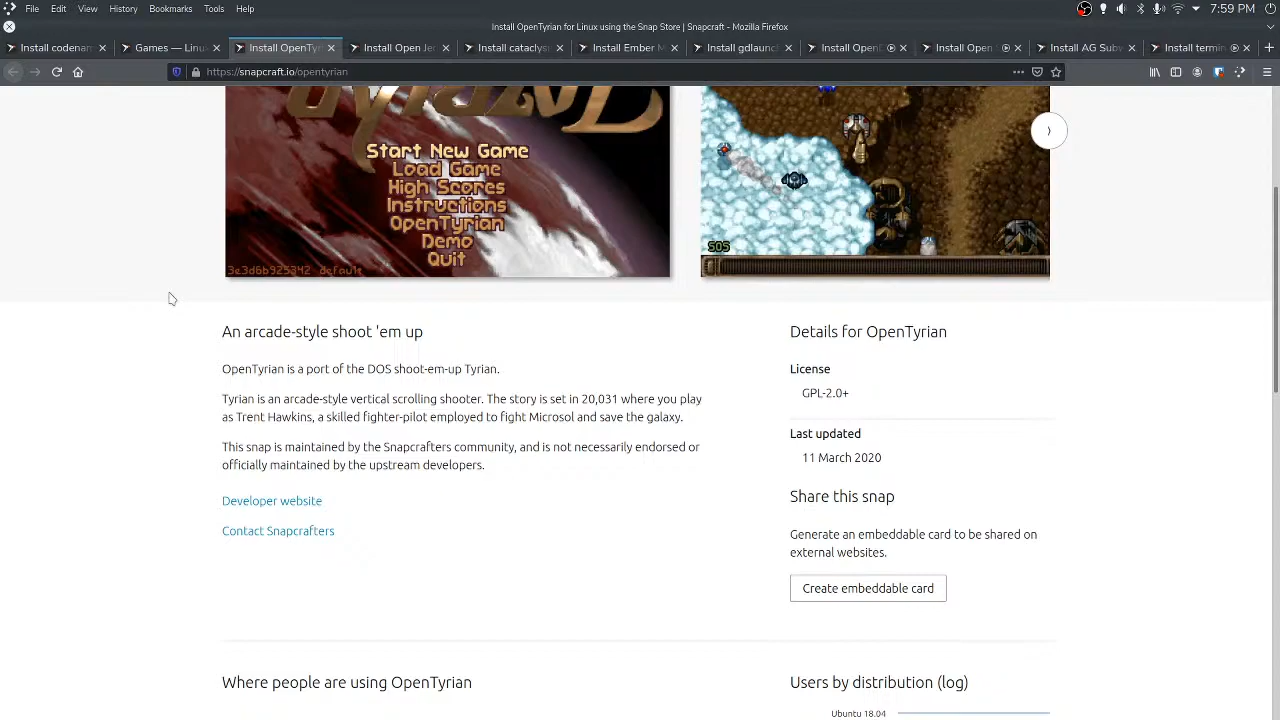 File Edit View History Bookmarks Tools Help 7:59 PM
Install OpenTyrian for Linux using the Snap Store | Snapcraft - Mozilla Firefox
Install codenam Games — Linux Install OpenTyr Install Open Jer Install cataclys Install Ember M Install gdlaunch Install Open Install Open Install AG Subv Install termin
https://snapcraft.io/opentyrian
Start New Game
Load Game
High Scores
Instructions
OpenTyrian
Demo
Quit
3e3d6b925342 default
SOS
An arcade-style shoot 'em up
OpenTyrian is a port of the DOS shoot-em-up Tyrian.
Tyrian is an arcade-style vertical scrolling shooter. The story is set in 20,031 where you play
as Trent Hawkins, a skilled fighter-pilot employed to fight Microsol and save the galaxy.
This snap is maintained by the Snapcrafters community, and is not necessarily endorsed or
officially maintained by the upstream developers.
Developer website
Contact Snapcrafters
Details for OpenTyrian
License
GPL-2.0+
Last updated
11 March 2020
Share this snap
Generate an embeddable card to be shared on
external websites.
Create embeddable card
Where people are using OpenTyrian
Users by distribution (log)
Ubuntu 18.04